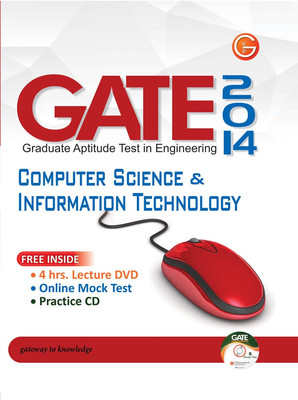 G
GATE
2014
Graduate Aptitude Test in Engineering
COMPUTER SCIENCE &
INFORMATION TECHNOLOGY
FREE INSIDE
• 4 hrs. Lecture DVD
• Online Mock Test
• Practice CD
gateway to knowledge
GATE